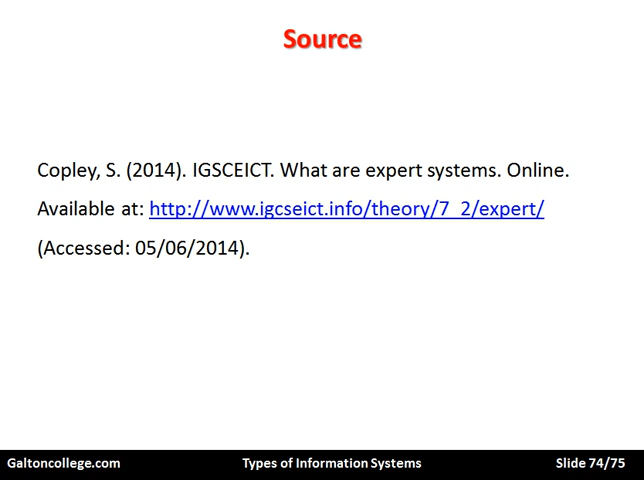 Source
Copley, S. (2014). IGSCEICT. What are expert systems. Online.
Available at: http://www.igcseict.info/theory/7_2/expert/
(Accessed: 05/06/2014).
Galtoncollege.com
Types of Information Systems
Slide 74/75